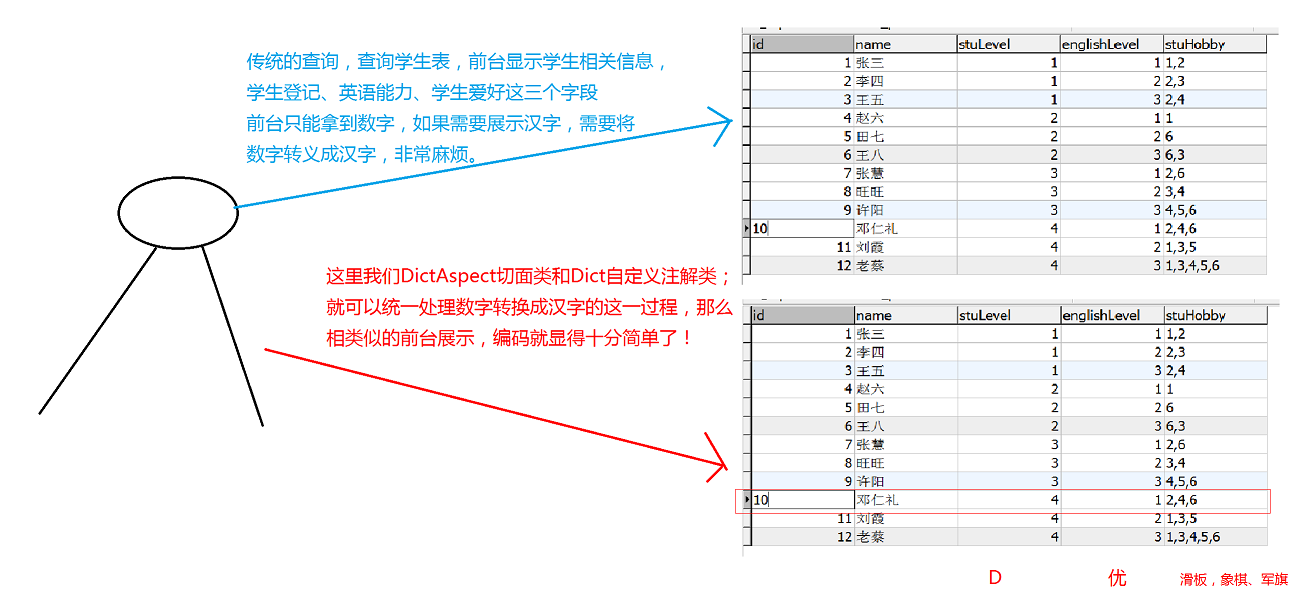 传统的查询，查询学生表，前台显示学生相关信息，
学生登记、英语能力、学生爱好这三个字段
前台只能拿到数字，如果需要展示汉字，需要将
数字转义成汉字，非常麻烦。
id name stuLevel englishLevel stuHobby
1 张三 1 1 1,2
2 李四 1 2 2,3
3 王五 1 3 2,4
4 赵六 2 1 1
5 田七 2 2 6
6 王八 2 3 6,3
7 张慧 3 1 2,6
8 旺旺 3 2 3,4
9 许阳 3 3 4,5,6
10 邓仁礼 4 1 2,4,6
11 刘霞 4 2 1,3,5
12 老蔡 4 3 1,3,4,5,6
这里我们DictAspect切面类和Dict自定义注解类；
就可以统一处理数字转换成汉字的这一过程，那么
相类似的前台展示，编码就显得十分简单了！
id name stuLevel englishLevel stuHobby
1 张三 1 1 1,2
2 李四 1 2 2,3
3 王五 1 3 2,4
4 赵六 2 1 1
5 田七 2 2 6
6 王八 2 3 6,3
7 张慧 3 1 2,6
8 旺旺 3 2 3,4
9 许阳 3 3 4,5,6
10 邓仁礼 4 1 2,4,6
11 刘霞 4 2 1,3,5
12 老蔡 4 3 1,3,4,5,6
D 优 滑板，象棋、军旗